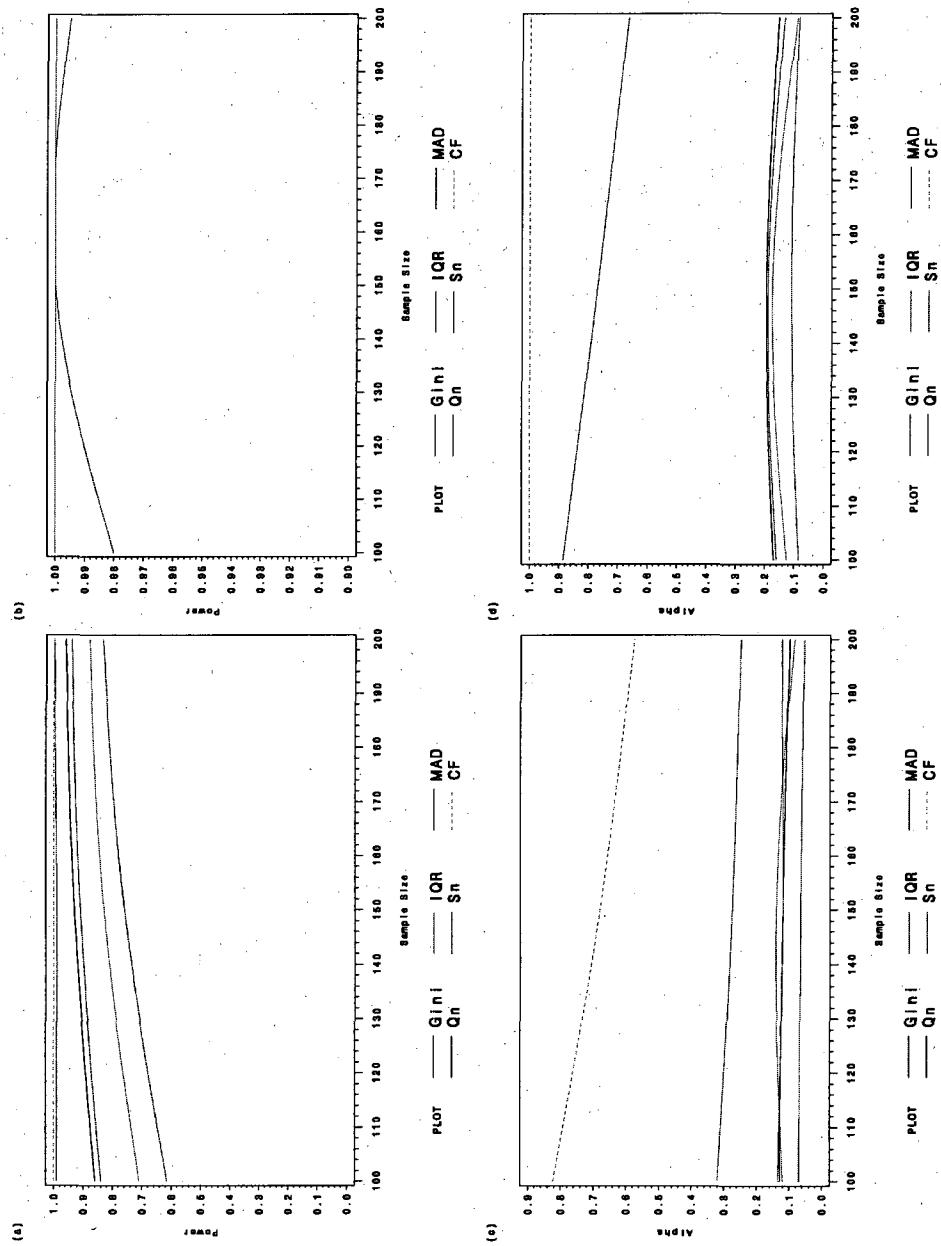 (a)
1.0
0.9
0.8
0.7
0.6
0.5
0.4
0.3
0.2
0.1
0.0
Power
100 110 120 130 140 150 160 170 180 190 200
Sample Size
PLOT Gini IQR MAD
Qn Sn CF
(b)
1.00
0.99
0.98
0.97
0.96
0.95
0.94
0.93
0.92
0.91
0.90
Power
100 110 120 130 140 150 160 170 180 190 200
Sample Size
PLOT Gini IQR MAD
Qn Sn CF
(c)
0.9
0.8
0.7
0.6
0.5
0.4
0.3
0.2
0.1
0.0
Alpha
100 110 120 130 140 150 160 170 180 190 200
Sample Size
PLOT Gini IQR MAD
Qn Sn CF
(d)
1.0
0.9
0.8
0.7
0.6
0.5
0.4
0.3
0.2
0.1
0.0
Alpha
100 110 120 130 140 150 160 170 180 190 200
Sample Size
PLOT Gini IQR MAD
Qn Sn CF